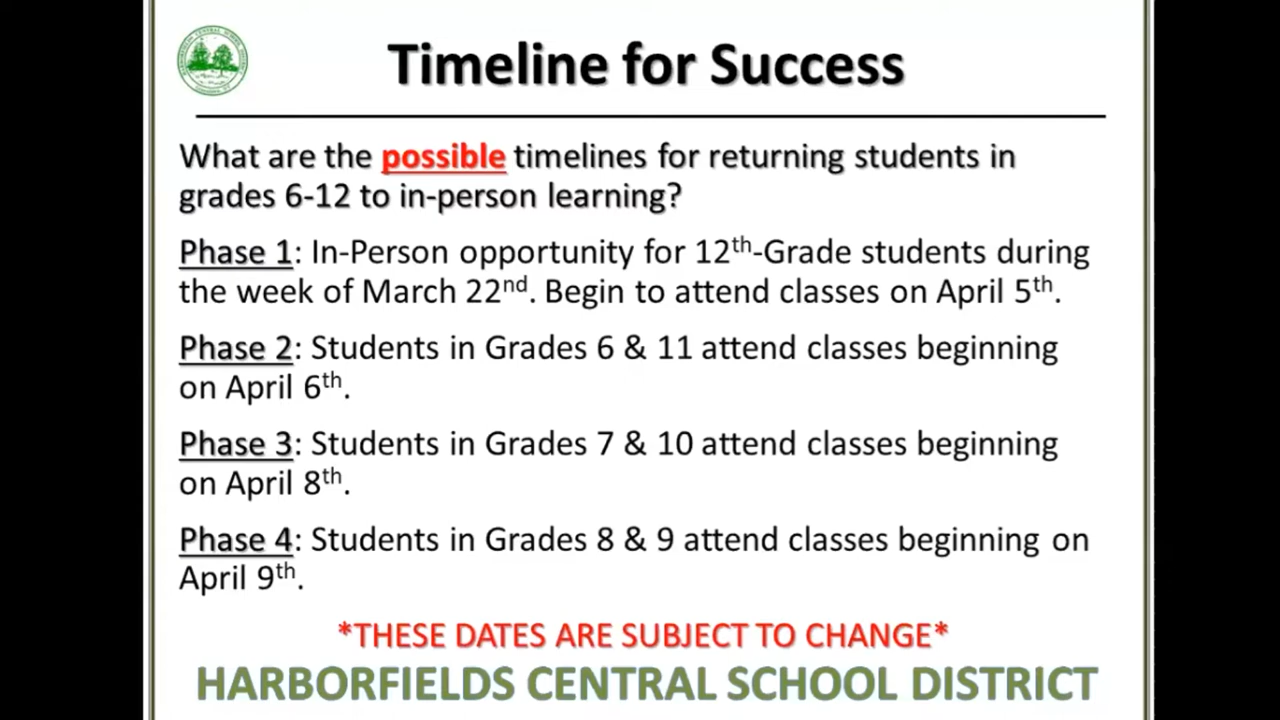 Timeline for Success
What are the possible timelines for returning students in
grades 6-12 to in-person learning?
Phase 1: In-Person opportunity for 12th-Grade students during
the week of March 22nd. Begin to attend classes on April 5th.
Phase 2: Students in Grades 6 & 11 attend classes beginning
on April 6th.
Phase 3: Students in Grades 7 & 10 attend classes beginning
on April 8th.
Phase 4: Students in Grades 8 & 9 attend classes beginning on
April 9th.
*THESE DATES ARE SUBJECT TO CHANGE*
HARBORFIELDS CENTRAL SCHOOL DISTRICT